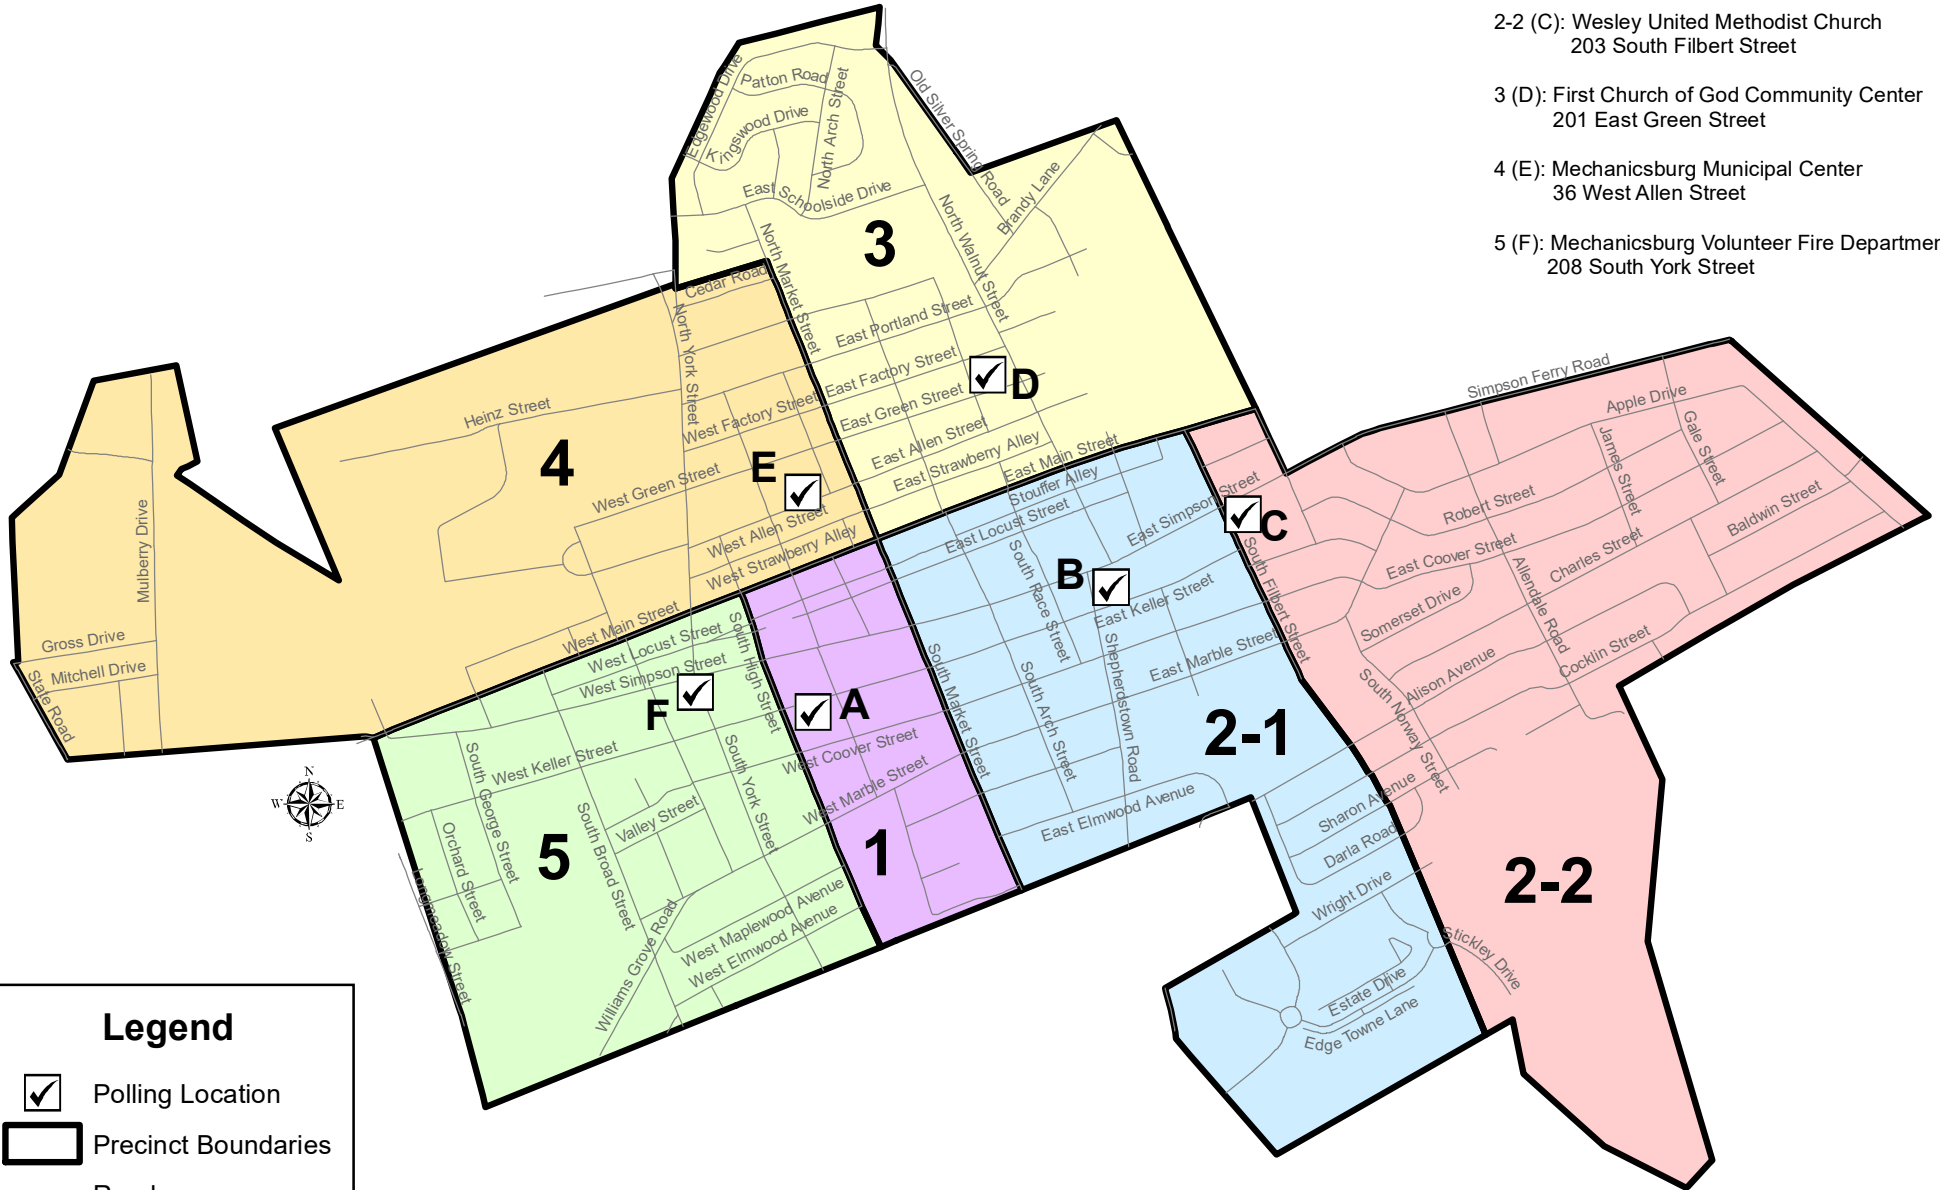 2-2 (C): Wesley United Methodist Church
203 South Filbert Street
3 (D): First Church of God Community Center
201 East Green Street
4 (E): Mechanicsburg Municipal Center
36 West Allen Street
5 (F): Mechanicsburg Volunteer Fire Departmen
208 South York Street
Edgewood Drive
Patton Road
Kingswood Drive
North Arch Street
Old Silver Spring Road
East Schoolside Drive
Brandy Lane
North Walnut Street
North Market Street
3
Cedar Road
North York Street
East Portland Street
East Factory Street
D
East Green Street
East Allen Street
East Strawberry Alley
East Main Street
Heinz Street
West Factory Street
4
West Green Street
E
West Allen Street
West Strawberry Alley
West Main Street
Mulberry Drive
Gross Drive
Mitchell Drive
State Road
Simpson Ferry Road
Apple Drive
Gale Street
James Street
Robert Street
Baldwin Street
Charles Street
East Coover Street
Allendale Road
Somerset Drive
Cocklin Street
Alison Avenue
South Norway Street
Stouffer Alley
East Locust Street
East Simpson Street
C
South Filbert Street
B
South Race Street
East Keller Street
East Marble Street
Shepherdstown Road
South Arch Street
South Market Street
2-1
East Elmwood Avenue
Sharon Avenue
Darla Road
Wright Drive
2-2
Stickley Drive
Estate Drive
Edge Towne Lane
West Locust Street
West Simpson Street
South High Street
F
A
West Keller Street
West Coover Street
West Marble Street
South York Street
South George Street
Orchard Street
Valley Street
South Broad Street
5
1
Longmeadow Street
West Maplewood Avenue
West Elmwood Avenue
Williams Grove Road
N
W
E
S
Legend
Polling Location
Precinct Boundaries